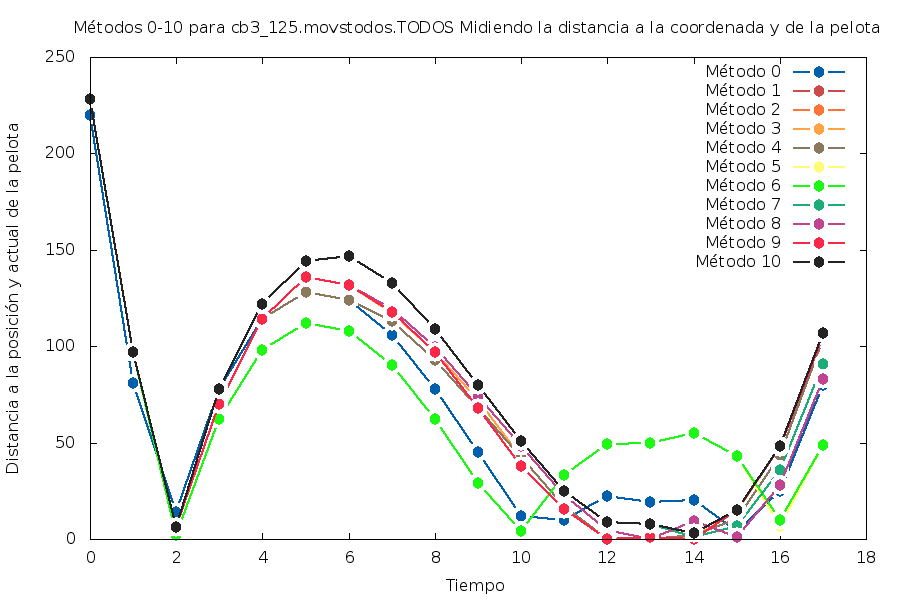 Métodos 0-10 para cb3_125.movstodos.TODOS Midiendo la distancia a la coordenada y de la pelota
Distancia a la posición y actual de la pelota
250
200
150
100
50
0
Método 0
Método 1
Método 2
Método 3
Método 4
Método 5
Método 6
Método 7
Método 8
Método 9
Método 10
0 2 4 6 8 10 12 14 16 18
Tiempo